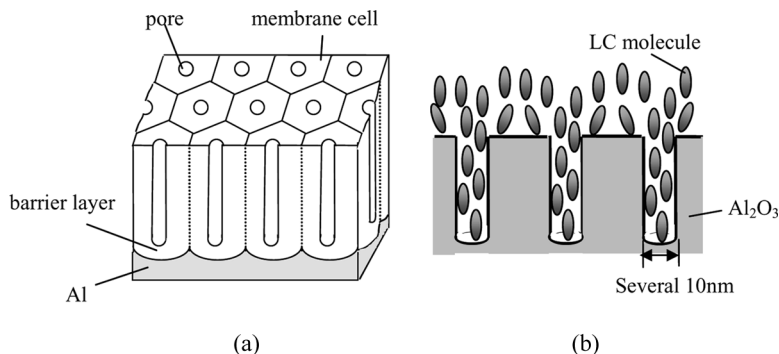 pore
membrane cell
barrier layer
Al
(a)
LC molecule
Al₂O₃
Several 10nm
(b)